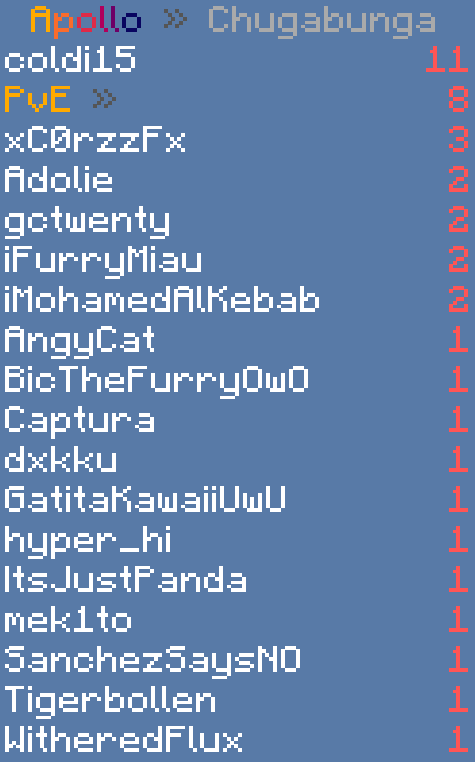 Apollo » Chugabunga
coldi15 11
PvE » 8
xC0rzzFx 3
Adolie 2
gctwenty 2
iFurryMiau 2
iMohamedAlKebab 2
AngyCat 1
BicTheFurryOwO 1
Captura 1
dxkku 1
GatitaKawaiiUwU 1
hyper_hi 1
ItsJustPanda 1
mek1to 1
SanchezSaysNO 1
Tigerbollen 1
WitheredFlux 1